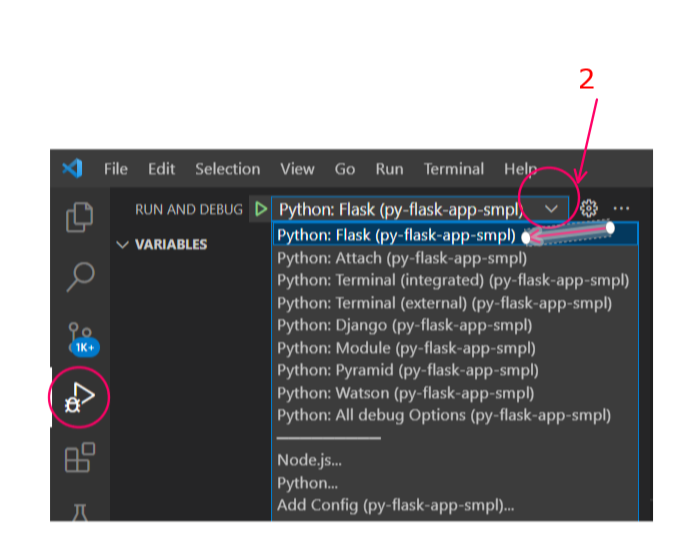 2
File Edit Selection View Go Run Terminal Help
RUN AND DEBUG Python: Flask (py-flask-app-smpl)
Python: Flask (py-flask-app-smpl)
VARIABLES
Python: Attach (py-flask-app-smpl)
Python: Terminal (integrated) (py-flask-app-smpl)
Python: Terminal (external) (py-flask-app-smpl)
Python: Django (py-flask-app-smpl)
1K+
Python: Module (py-flask-app-smpl)
Python: Pyramid (py-flask-app-smpl)
Python: Watson (py-flask-app-smpl)
Python: All debug Options (py-flask-app-smpl)
Node.js...
Python...
Add Config (py-flask-app-smpl)...